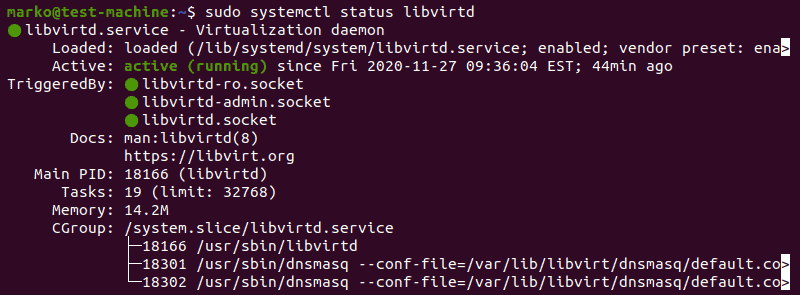 marko@test-machine:~$ sudo systemctl status libvirtd
● libvirtd.service - Virtualization daemon
     Loaded: loaded (/lib/systemd/system/libvirtd.service; enabled; vendor preset: ena>
     Active: active (running) since Fri 2020-11-27 09:36:04 EST; 44min ago
TriggeredBy: ● libvirtd-ro.socket
             ● libvirtd-admin.socket
             ● libvirtd.socket
       Docs: man:libvirtd(8)
             https://libvirt.org
   Main PID: 18166 (libvirtd)
      Tasks: 19 (limit: 32768)
     Memory: 14.2M
     CGroup: /system.slice/libvirtd.service
             ├─18166 /usr/sbin/libvirtd
             ├─18301 /usr/sbin/dnsmasq --conf-file=/var/lib/libvirt/dnsmasq/default.co>
             └─18302 /usr/sbin/dnsmasq --conf-file=/var/lib/libvirt/dnsmasq/default.co>